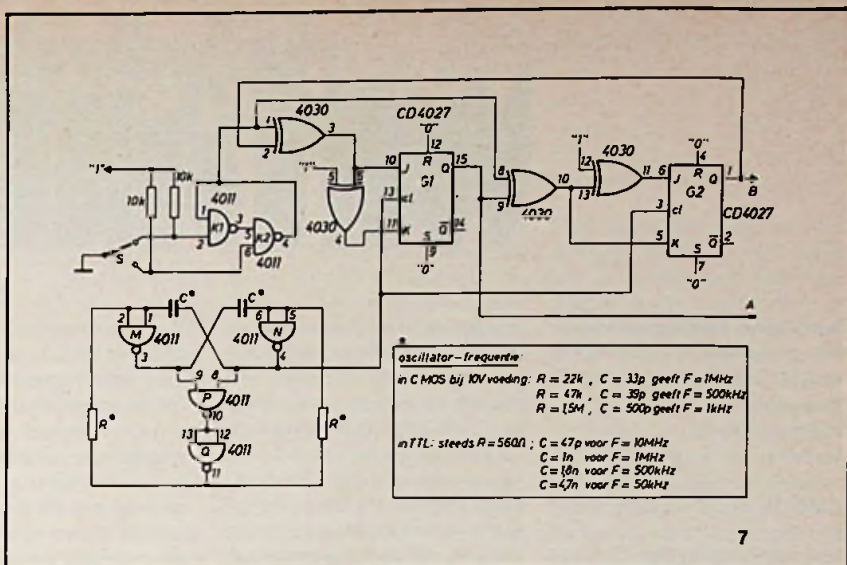 4030
1
2
3
CD4027
"0"
12
R
10
J
Q
15
G1
13
cl
11
K
Q
14
S
9
"0"
"1"
5
4030
4
"1"
10k
10k
4011
1
K1
2
3
5
K2
4
6
4011
S
8
9
10
4030
"1"
12
13
4030
11
"0"
4
R
6
J
Q
1
B
G2
3
cl
CD4027
5
K
Q
2
S
7
"0"
A
C*
C*
2
1
M
4011
3
6
5
N
4011
4
9
8
P
4011
10
13
12
Q
4011
11
R*
R*
*
oscillator-frequentie:
in CMOS bij 10V voeding: R = 22k , C = 33p geeft F = 1MHz
R = 47k , C = 39p geeft F = 500kHz
R = 1,5M , C = 500p geeft F = 1kHz
in TTL: steeds R = 560Ω ; C = 47p voor F = 10MHz
C = 1n voor F = 1MHz
C = 1,8n voor F = 500kHz
C = 4,7n voor F = 50kHz
7